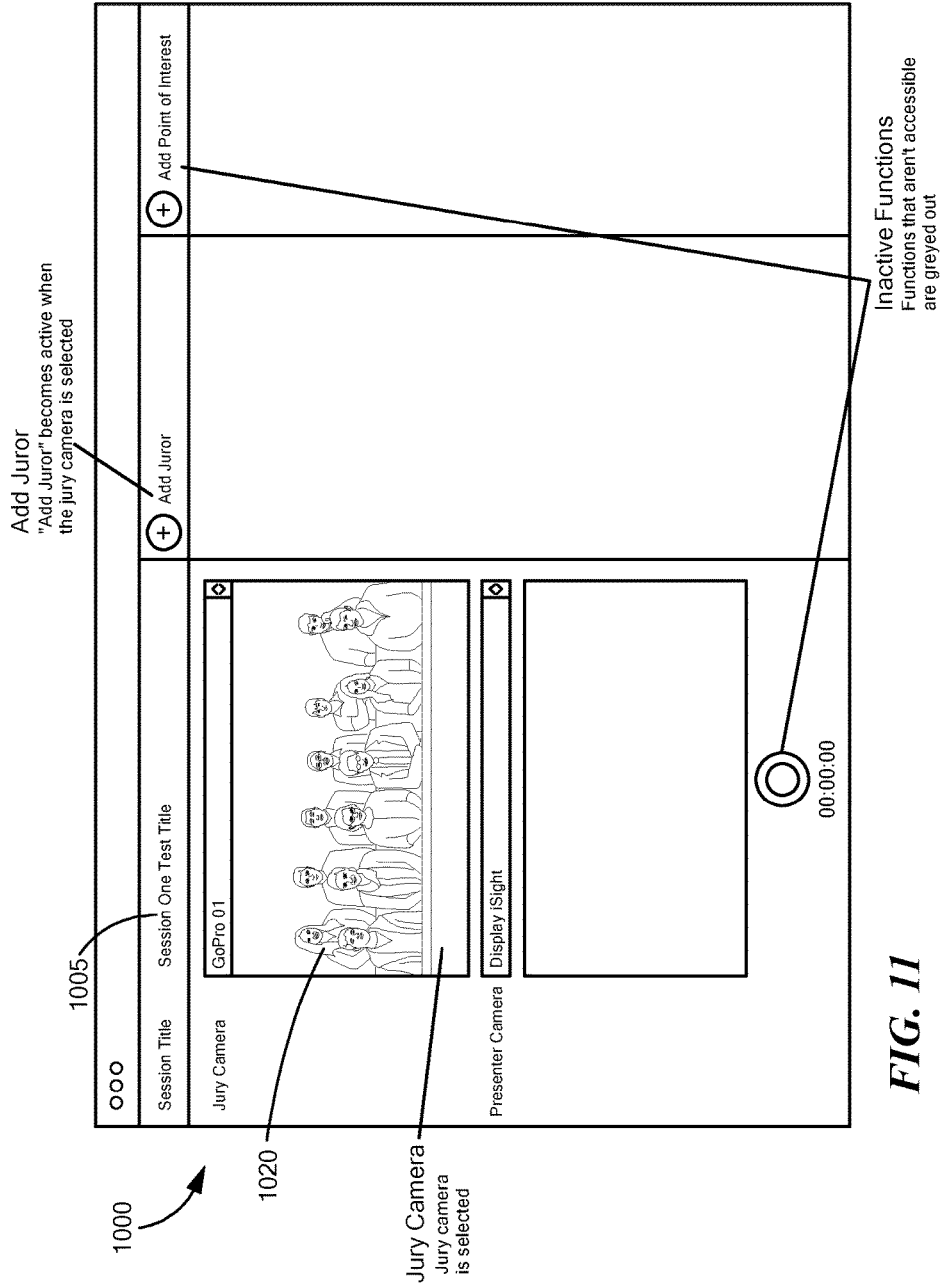 Add Juror
"Add Juror" becomes active when
the jury camera is selected
1005
1000
Session Title
Session One Test Title
Add Juror
Add Point of Interest
Jury Camera
GoPro 01
1020
Jury Camera
Jury camera
is selected
Presenter Camera
Display iSight
00:00:00
Inactive Functions
Functions that aren't accessible
are greyed out
FIG. 11